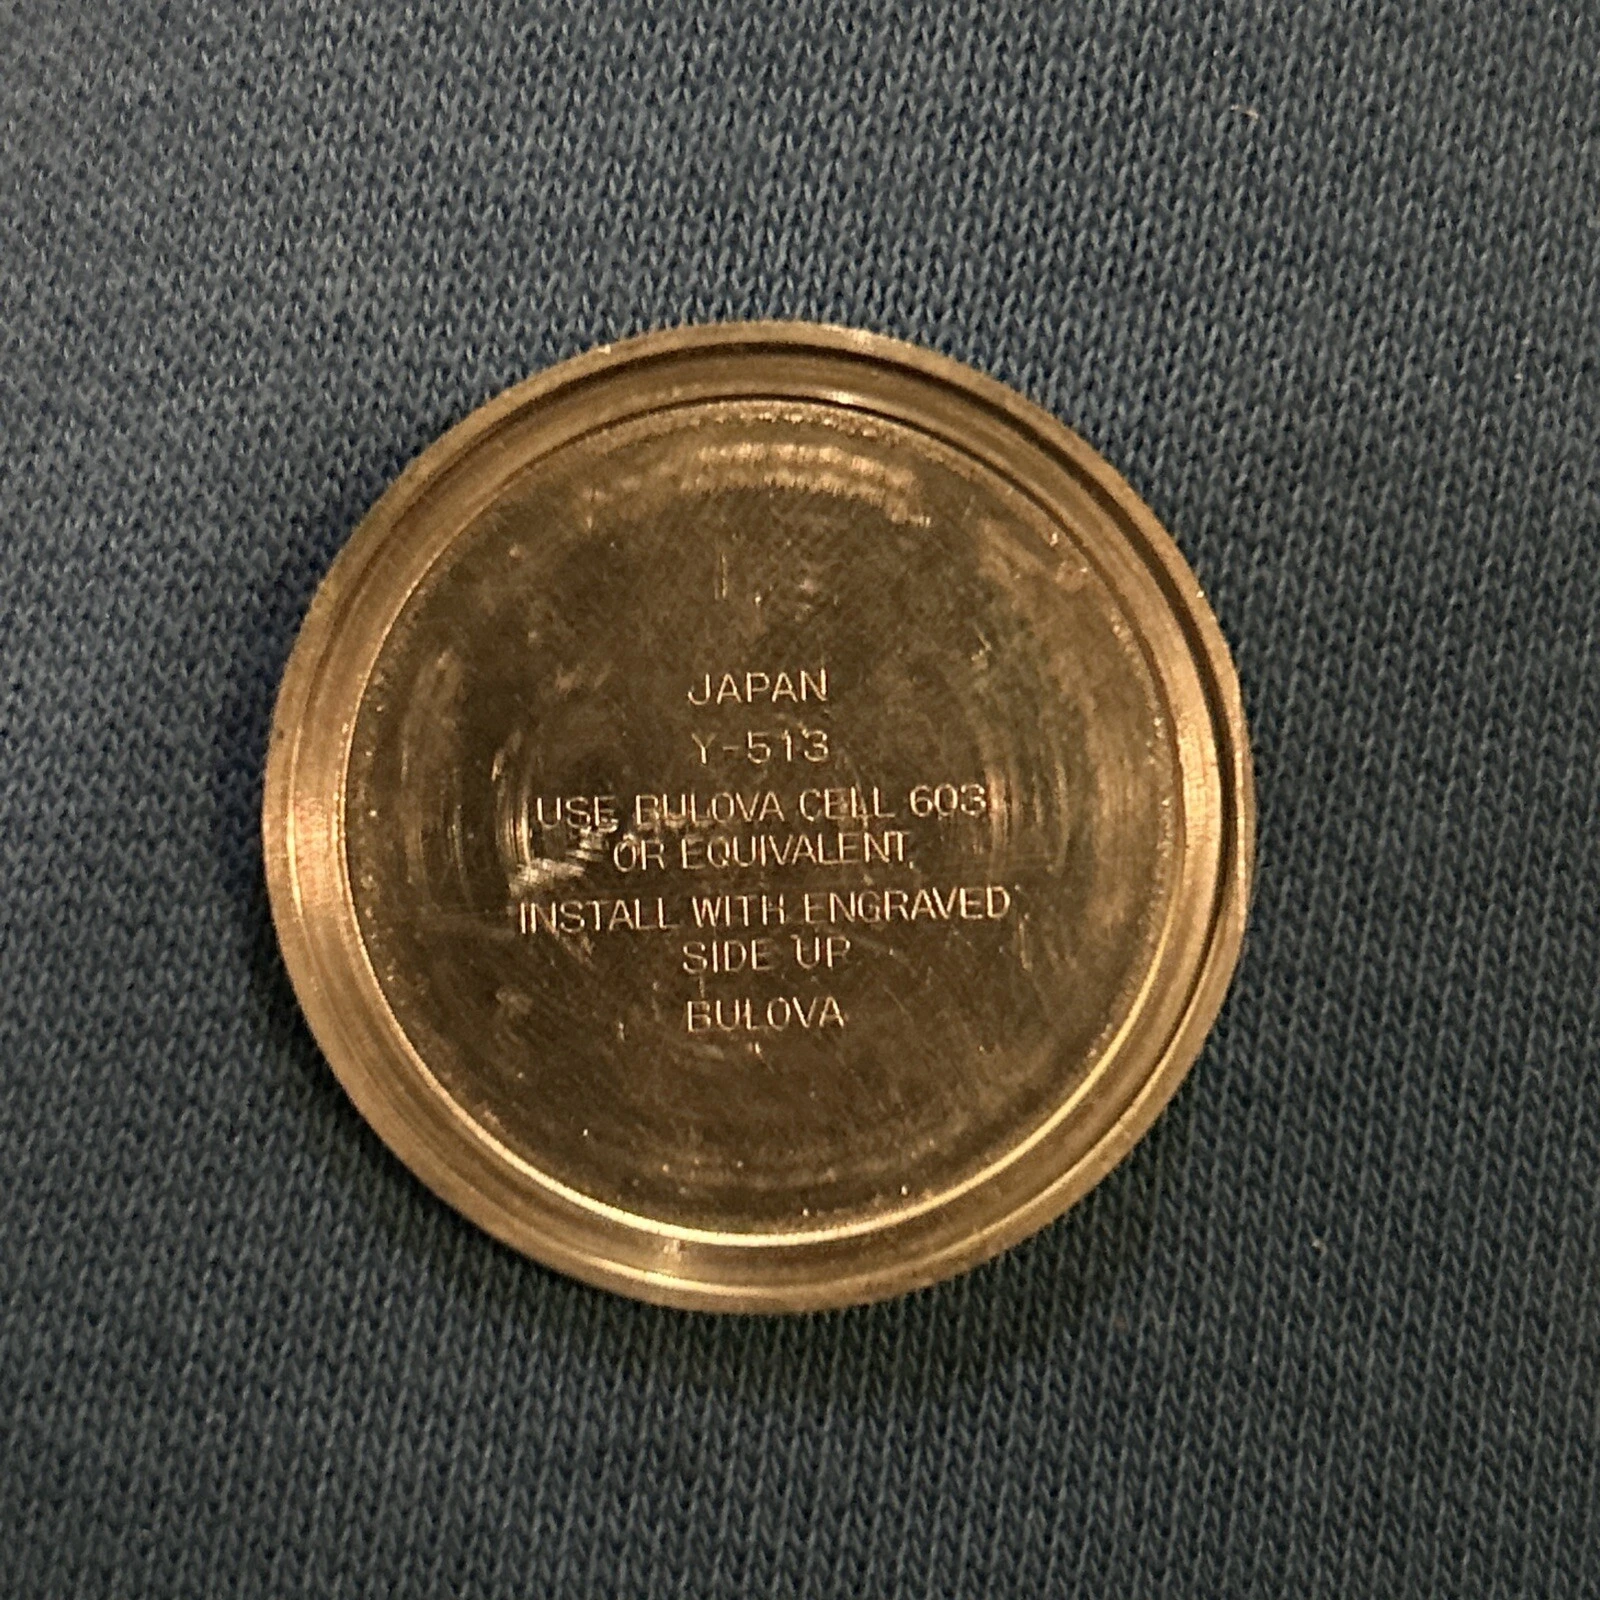 JAPAN
Y-513
USE BULOVA CELL 603
OR EQUIVALENT,
INSTALL WITH ENGRAVED
SIDE UP
BULOVA